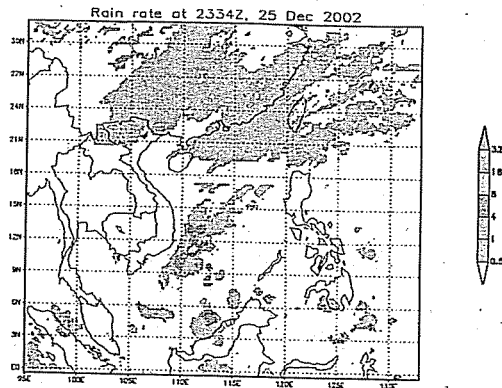 Rain rate at 2334Z, 25 Dec 2002
30N
27N
24N
21N
18N
15N
12N
9N
6N
3N
EQ
95E 100E 105E 110E 115E 120E 125E
32
16
8
4
1
0.5